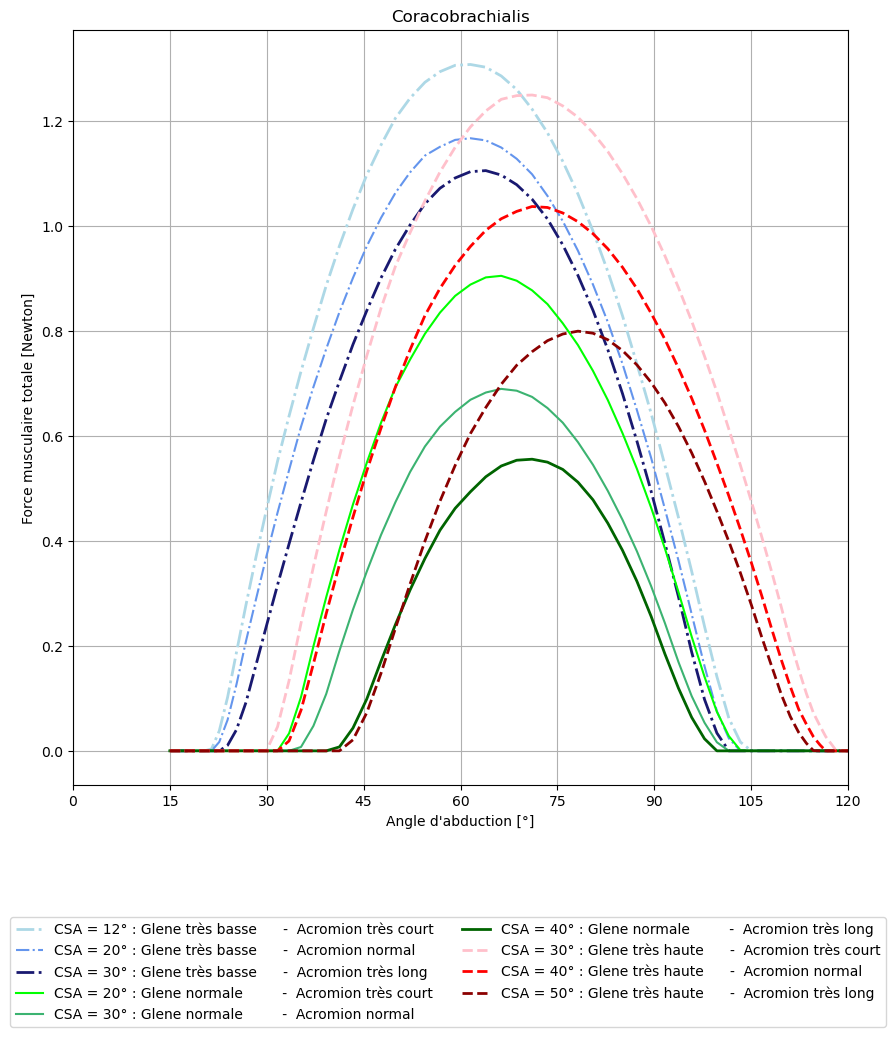 Coracobrachialis
Force musculaire totale [Newton]
1.2
1.0
0.8
0.6
0.4
0.2
0.0
0 15 30 45 60 75 90 105 120
Angle d'abduction [°]
CSA = 12° : Glene très basse - Acromion très court
CSA = 20° : Glene très basse - Acromion normal
CSA = 30° : Glene très basse - Acromion très long
CSA = 20° : Glene normale - Acromion très court
CSA = 30° : Glene normale - Acromion normal
CSA = 40° : Glene normale - Acromion très long
CSA = 30° : Glene très haute - Acromion très court
CSA = 40° : Glene très haute - Acromion normal
CSA = 50° : Glene très haute - Acromion très long